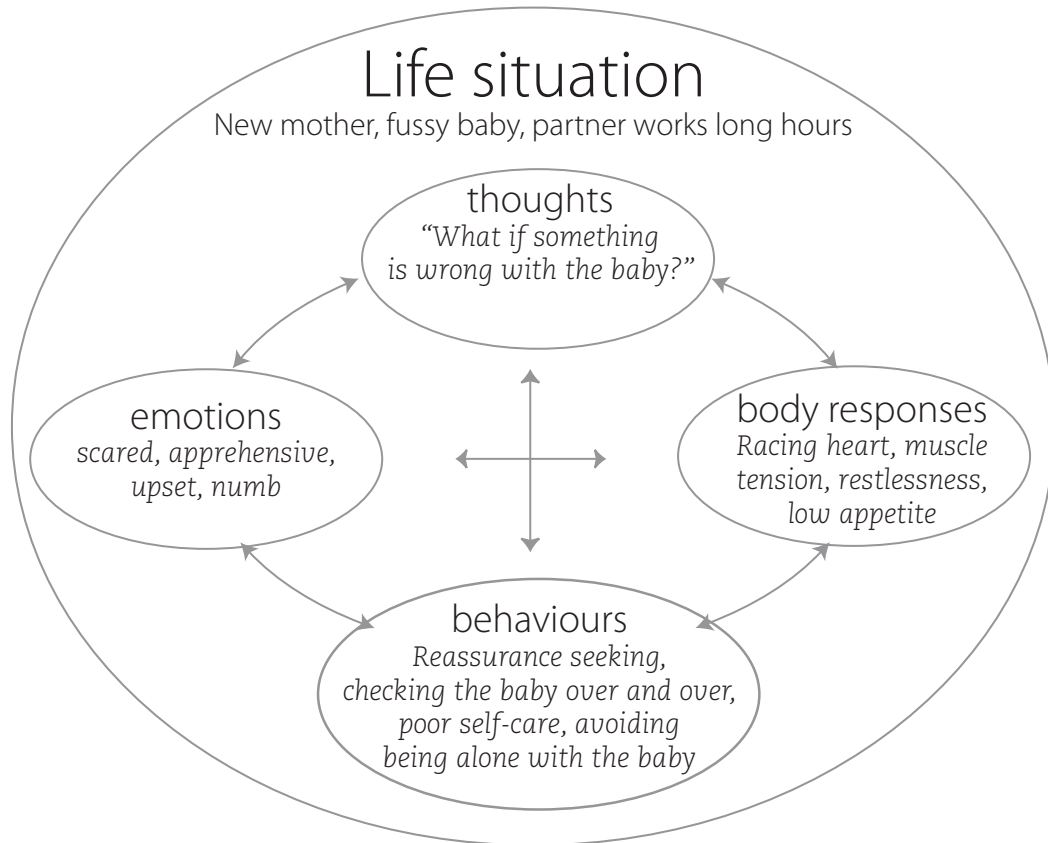 Life situation
New mother, fussy baby, partner works long hours
thoughts
“What if something
is wrong with the baby?”
emotions
scared, apprehensive,
upset, numb
body responses
Racing heart, muscle
tension, restlessness,
low appetite
behaviours
Reassurance seeking,
checking the baby over and over,
poor self-care, avoiding
being alone with the baby